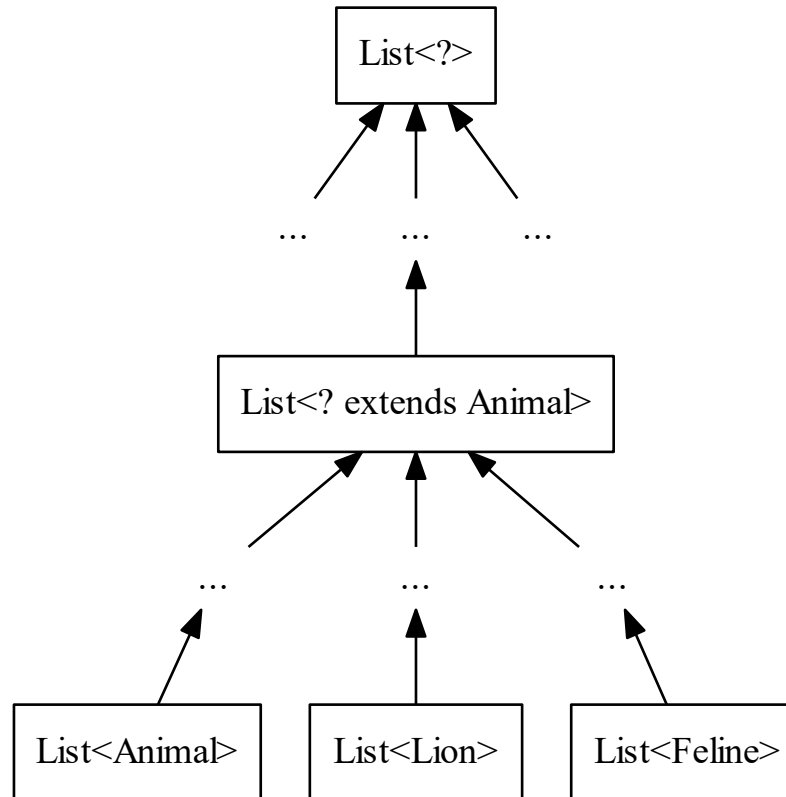 List<?>
... ... ...
List<? extends Animal>
... ... ...
List<Animal> List<Lion> List<Feline>